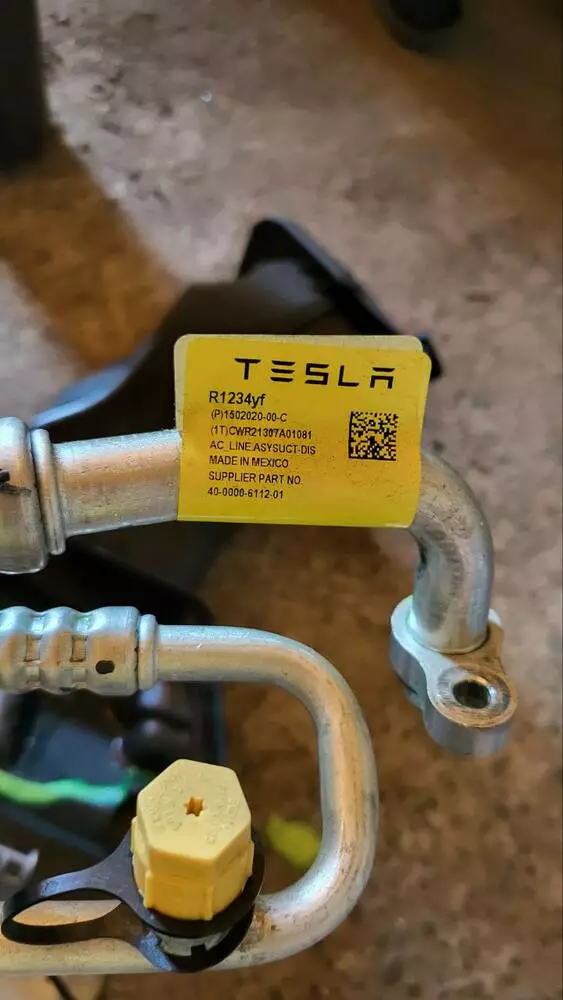 TESLA
R1234yf
(P)1502020-00-C
(1T)CWR21307A01081
AC_LINE.ASYSUCT-DIS
MADE IN MEXICO
SUPPLIER PART NO.
40-0000-6112-01